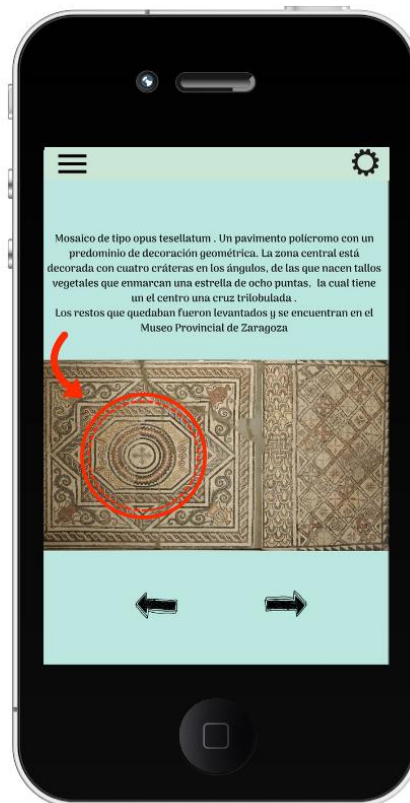 Mosaico de tipo opus tesellatum . Un pavimento polícromo con un
predominio de decoración geométrica. La zona central está
decorada con cuatro cráteras en los ángulos, de las que nacen tallos
vegetales que enmarcan una estrella de ocho puntas,  la cual tiene
un el centro una cruz trilobulada .
Los restos que quedaban fueron levantados y se encuentran en el
Museo Provincial de Zaragoza